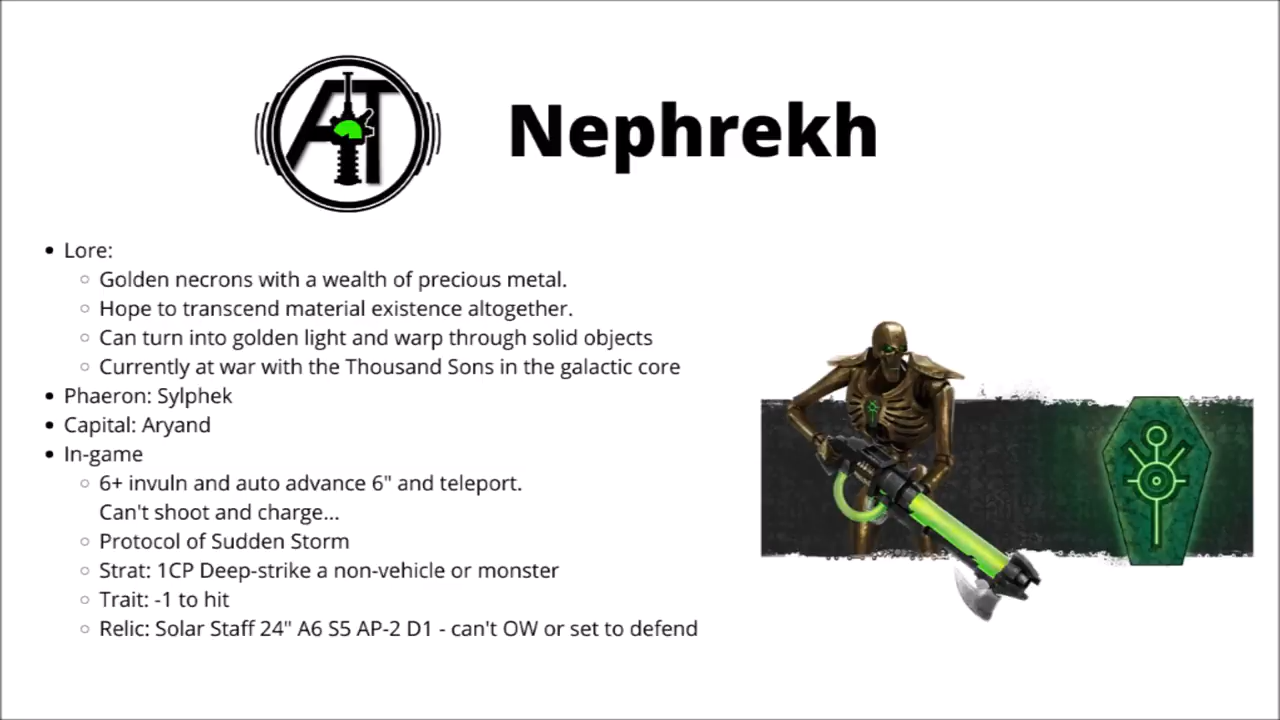 AT
Nephrekh
• Lore:
○ Golden necrons with a wealth of precious metal.
○ Hope to transcend material existence altogether.
○ Can turn into golden light and warp through solid objects
○ Currently at war with the Thousand Sons in the galactic core
• Phaeron: Sylphek
• Capital: Aryand
• In-game
○ 6+ invuln and auto advance 6" and teleport.
Can't shoot and charge...
○ Protocol of Sudden Storm
○ Strat: 1CP Deep-strike a non-vehicle or monster
○ Trait: -1 to hit
○ Relic: Solar Staff 24" A6 S5 AP-2 D1 - can't OW or set to defend